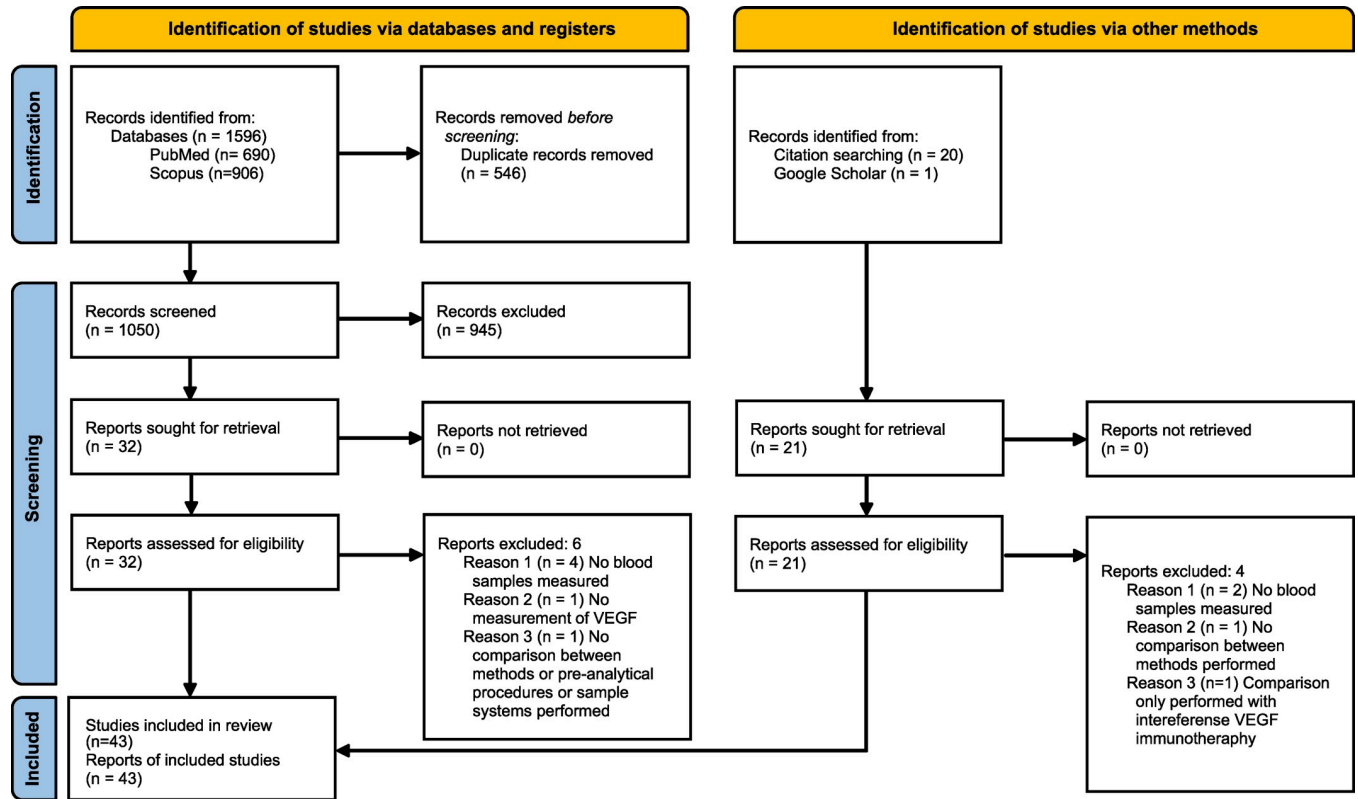 Identification of studies via databases and registers
Identification of studies via other methods
Identification
Records identified from:
Databases (n = 1596)
PubMed (n= 690)
Scopus (n=906)
Records removed before
screening:
Duplicate records removed
(n = 546)
Records identified from:
Citation searching (n = 20)
Google Scholar (n = 1)
Screening
Records screened
(n = 1050)
Records excluded
(n = 945)
Reports sought for retrieval
(n = 32)
Reports not retrieved
(n = 0)
Reports sought for retrieval
(n = 21)
Reports not retrieved
(n = 0)
Reports assessed for eligibility
(n = 32)
Reports excluded: 6
Reason 1 (n = 4) No blood
samples measured
Reason 2 (n = 1) No
measurement of VEGF
Reason 3 (n = 1) No
comparison between
methods or pre-analytical
procedures or sample
systems performed
Reports assessed for eligibility
(n = 21)
Reports excluded: 4
Reason 1 (n = 2) No blood
samples measured
Reason 2 (n = 1) No
comparison between
methods performed
Reason 3 (n=1) Comparison
only performed with
intereferense VEGF
immunotheraphy
Included
Studies included in review
(n=43)
Reports of included studies
(n = 43)